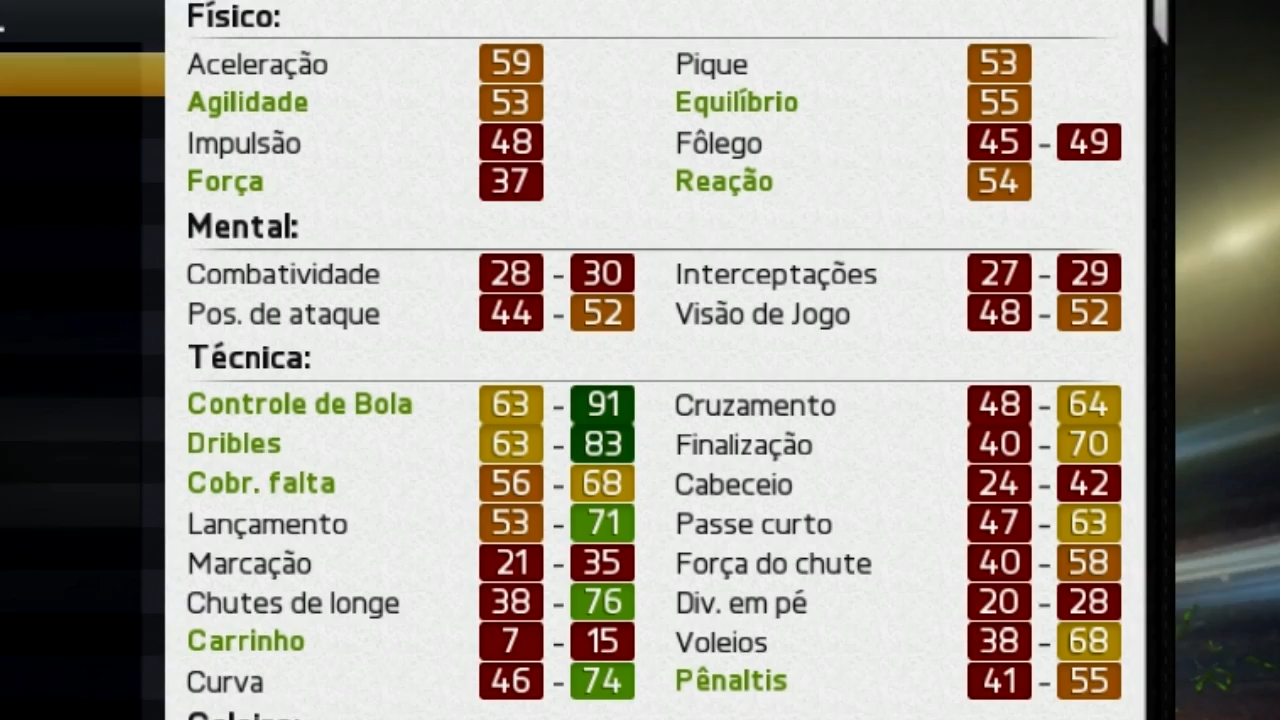 Físico:
Aceleração 59 Pique 53
Agilidade 53 Equilíbrio 55
Impulsão 48 Fôlego 45 - 49
Força 37 Reação 54
Mental:
Combatividade 28 - 30 Interceptações 27 - 29
Pos. de ataque 44 - 52 Visão de Jogo 48 - 52
Técnica:
Controle de Bola 63 - 91 Cruzamento 48 - 64
Dribles 63 - 83 Finalização 40 - 70
Cobr. falta 56 - 68 Cabeceio 24 - 42
Lançamento 53 - 71 Passe curto 47 - 63
Marcação 21 - 35 Força do chute 40 - 58
Chutes de longe 38 - 76 Div. em pé 20 - 28
Carrinho 7 - 15 Voleios 38 - 68
Curva 46 - 74 Pênaltis 41 - 55